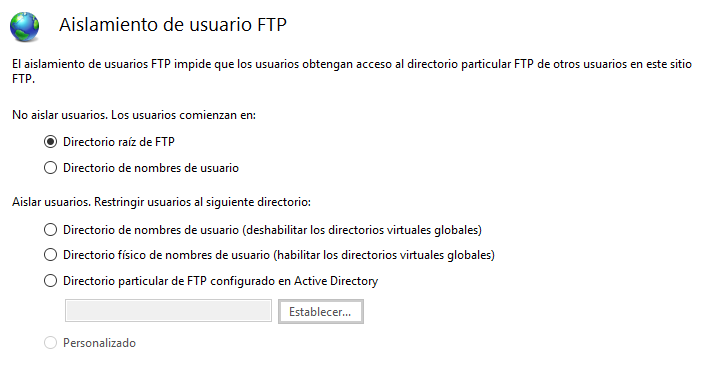 Aislamiento de usuario FTP
El aislamiento de usuarios FTP impide que los usuarios obtengan acceso al directorio particular FTP de otros usuarios en este sitio
FTP.
No aislar usuarios. Los usuarios comienzan en:
Directorio raíz de FTP
Directorio de nombres de usuario
Aislar usuarios. Restringir usuarios al siguiente directorio:
Directorio de nombres de usuario (deshabilitar los directorios virtuales globales)
Directorio físico de nombres de usuario (habilitar los directorios virtuales globales)
Directorio particular de FTP configurado en Active Directory
Establecer...
Personalizado